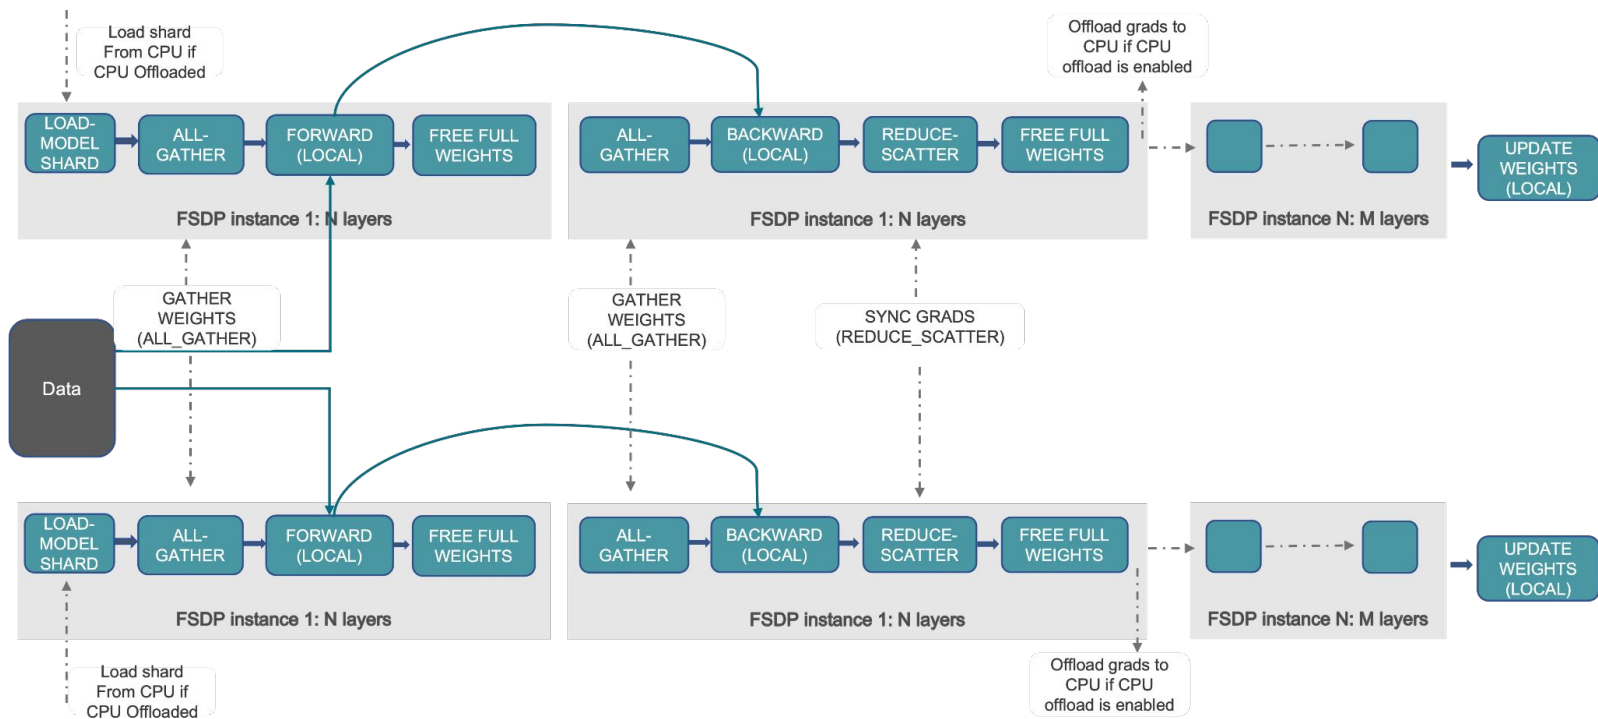 Load shard
From CPU if
CPU Offloaded
Offload grads to
CPU if CPU
offload is enabled
LOAD-
MODEL
SHARD
ALL-
GATHER
FORWARD
(LOCAL)
FREE FULL
WEIGHTS
FSDP instance 1: N layers
ALL-
GATHER
BACKWARD
(LOCAL)
REDUCE-
SCATTER
FREE FULL
WEIGHTS
FSDP instance 1: N layers
FSDP instance N: M layers
UPDATE
WEIGHTS
(LOCAL)
GATHER
WEIGHTS
(ALL_GATHER)
GATHER
WEIGHTS
(ALL_GATHER)
SYNC GRADS
(REDUCE_SCATTER)
Data
LOAD-
MODEL
SHARD
ALL-
GATHER
FORWARD
(LOCAL)
FREE FULL
WEIGHTS
FSDP instance 1: N layers
ALL-
GATHER
BACKWARD
(LOCAL)
REDUCE-
SCATTER
FREE FULL
WEIGHTS
FSDP instance 1: N layers
FSDP instance N: M layers
UPDATE
WEIGHTS
(LOCAL)
Load shard
From CPU if
CPU Offloaded
Offload grads to
CPU if CPU
offload is enabled